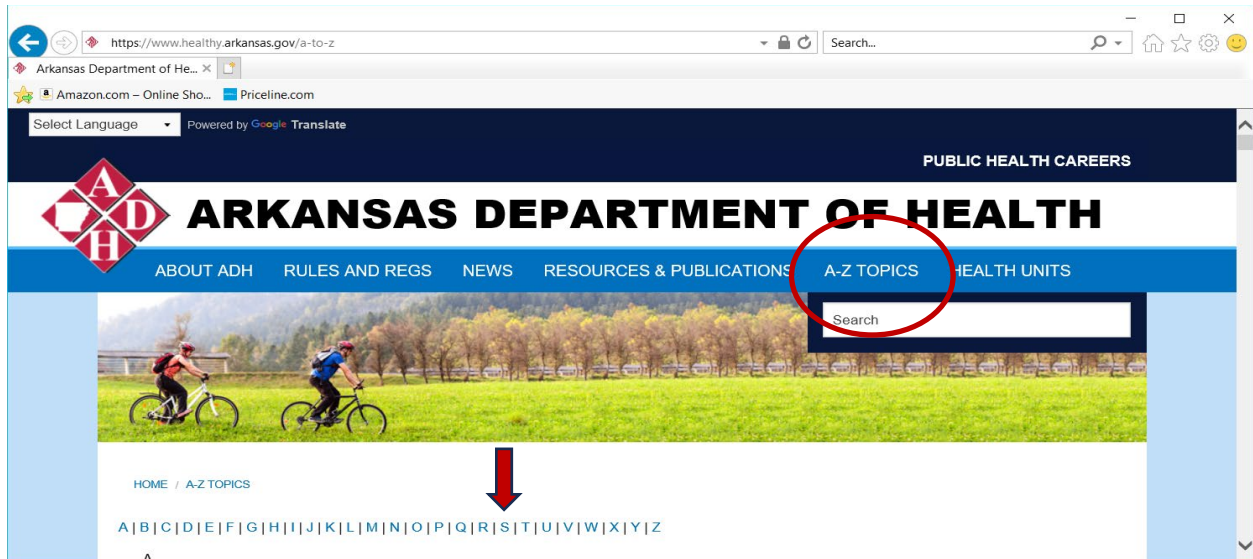 https://www.healthy.arkansas.gov/a-to-z
Search...
Arkansas Department of He...
Amazon.com – Online Sho...
Priceline.com
Select Language
Powered by Google Translate
PUBLIC HEALTH CAREERS
A
D
H
ARKANSAS DEPARTMENT OF HEALTH
ABOUT ADH RULES AND REGS NEWS RESOURCES & PUBLICATIONS A-Z TOPICS HEALTH UNITS
Search
HOME / A-Z TOPICS
A|B|C|D|E|F|G|H|I|J|K|L|M|N|O|P|Q|R|S|T|U|V|W|X|Y|Z
A